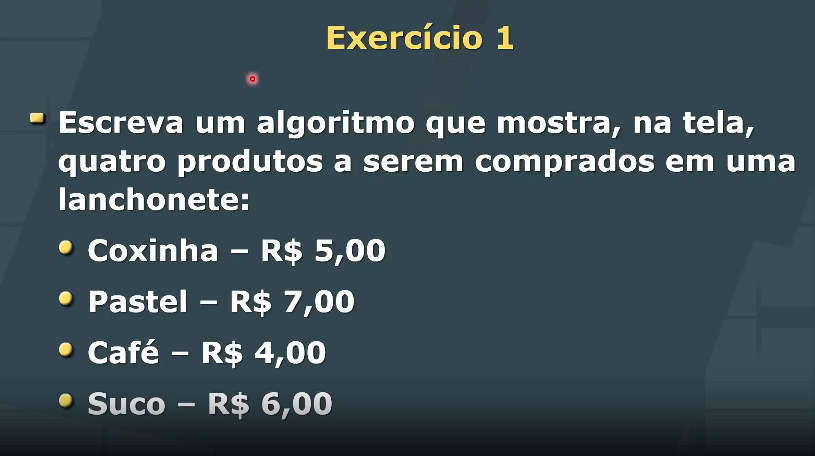 Exercício 1
Escreva um algoritmo que mostra, na tela,
quatro produtos a serem comprados em uma
lanchonete:
Coxinha – R$ 5,00
Pastel – R$ 7,00
Café – R$ 4,00
Suco – R$ 6,00